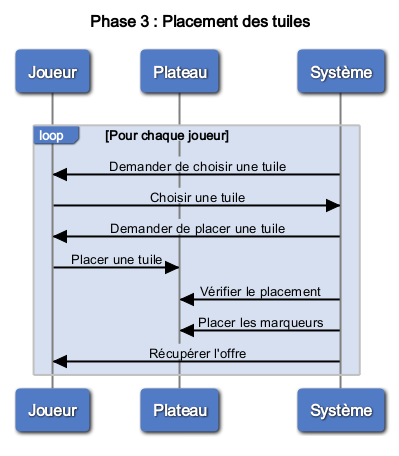 Phase 3 : Placement des tuiles
Joueur Plateau Système
loop [Pour chaque joueur]
Demander de choisir une tuile
Choisir une tuile
Demander de placer une tuile
Placer une tuile
Vérifier le placement
Placer les marqueurs
Récupérer l'offre
Joueur Plateau Système